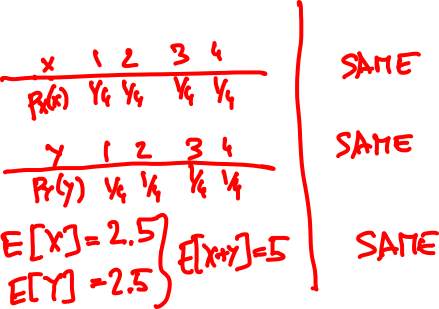 x 1 2 3 4 SAME
Px(x) 1/4 1/4 1/4 1/4
y 1 2 3 4 SAME
Pr(y) 1/4 1/4 1/4 1/4
E[X]=2.5
E[Y]=2.5 } E[X+Y]=5 SAME